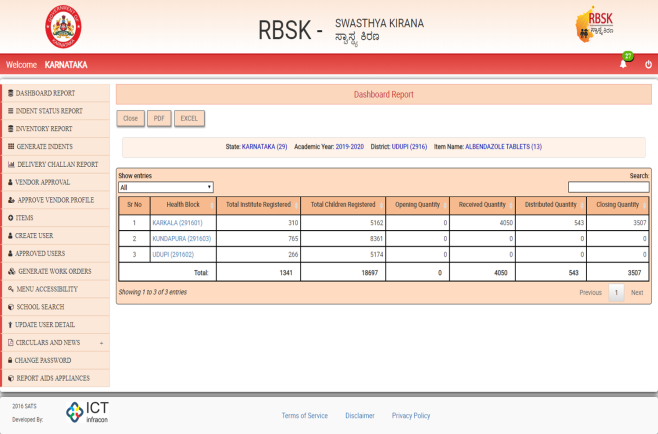 RBSK - SWASTHYA KIRANA
ಸ್ವಾಸ್ಥ್ಯ ಕಿರಣ
RBSK
ಸ್ವಾಸ್ಥ್ಯ ಕಿರಣ
Welcome KARNATAKA
DASHBOARD REPORT
INDENT STATUS REPORT
INVENTORY REPORT
GENERATE INDENTS
DELIVERY CHALLAN REPORT
VENDOR APPROVAL
APPROVE VENDOR PROFILE
ITEMS
CREATE USER
APPROVED USERS
GENERATE WORK ORDERS
MENU ACCESSIBILITY
SCHOOL SEARCH
UPDATE USER DETAIL
CIRCULARS AND NEWS +
CHANGE PASSWORD
REPORT AIDS APPLIANCES
Dashboard Report
Close PDF EXCEL
State: KARNATAKA (29) Academic Year: 2019-2020 District: UDUPI (2916) Item Name: ALBENDAZOLE TABLETS (13)
Show entries Search:
All
Sr No Health Block Total Institute Registered Total Children Registered Opening Quantity Received Quantity Distributed Quantity Closing Quantity
1 KARKALA (291601) 310 5162 0 4050 543 3507
2 KUNDAPURA (291603) 765 8361 0 0 0 0
3 UDUPI (291602) 266 5174 0 0 0 0
Total: 1341 18697 0 4050 543 3507
Showing 1 to 3 of 3 entries Previous 1 Next
2016 SATS
Developed By: ICT
infracon
Terms of Service Disclaimer Privacy Policy